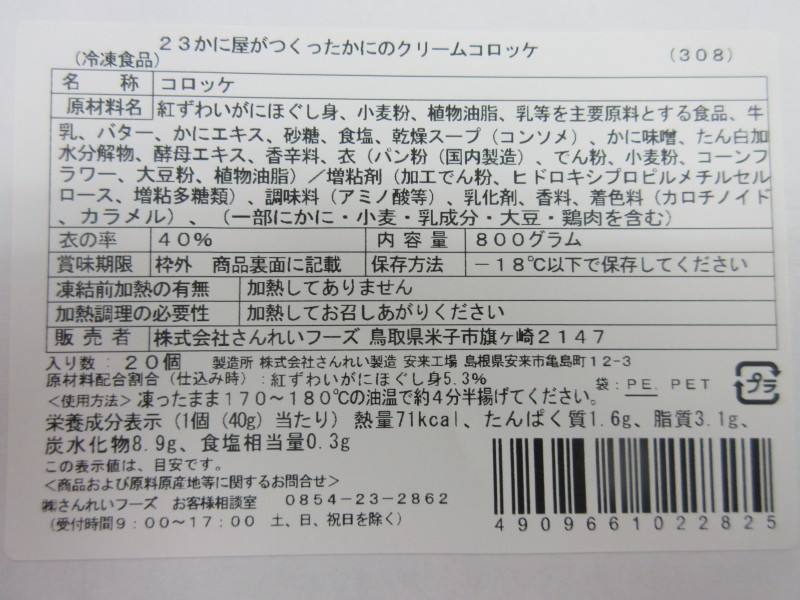 23かに屋がつくったかにのクリームコロッケ
（冷凍食品） （308）
名　称 コロッケ
原材料名 紅ずわいがにほぐし身、小麦粉、植物油脂、乳等を主要原料とする食品、牛
乳、バター、かにエキス、砂糖、食塩、乾燥スープ（コンソメ）、かに味噌、たん白加
水分解物、酵母エキス、香辛料、衣（パン粉（国内製造）、でん粉、小麦粉、コーンフ
ラワー、大豆粉、植物油脂）／増粘剤（加工でん粉、ヒドロキシプロピルメチルセル
ロース、増粘多糖類）、調味料（アミノ酸等）、乳化剤、香料、着色料（カロチノイド
、カラメル）、（一部にかに・小麦・乳成分・大豆・鶏肉を含む）
衣の率 40% 内容量 800グラム
賞味期限 枠外　商品裏面に記載 保存方法 －18℃以下で保存してください
凍結前加熱の有無 加熱してありません
加熱調理の必要性 加熱してお召しあがりください
販売者 株式会社さんれいフーズ 鳥取県米子市旗ヶ崎2147
入り数：20個 製造所 株式会社さんれい製造 安来工場 島根県安来市亀島町12-3
原材料配合割合（仕込み時）：紅ずわいがにほぐし身5.3% 袋：PE，PET プラ
＜使用方法＞凍ったまま170～180℃の油温で約4分半揚げてください。
栄養成分表示（1個（40g）当たり）熱量71kcal、たんぱく質1.6g、脂質3.1g、
炭水化物8.9g、食塩相当量0.3g
この表示値は、目安です。
＜商品および原料原産地等に関するお問合せ＞
㈱さんれいフーズ　お客様相談室　0854-23-2862
（受付時間9：00～17：00　土、日、祝日を除く）
4909661022825